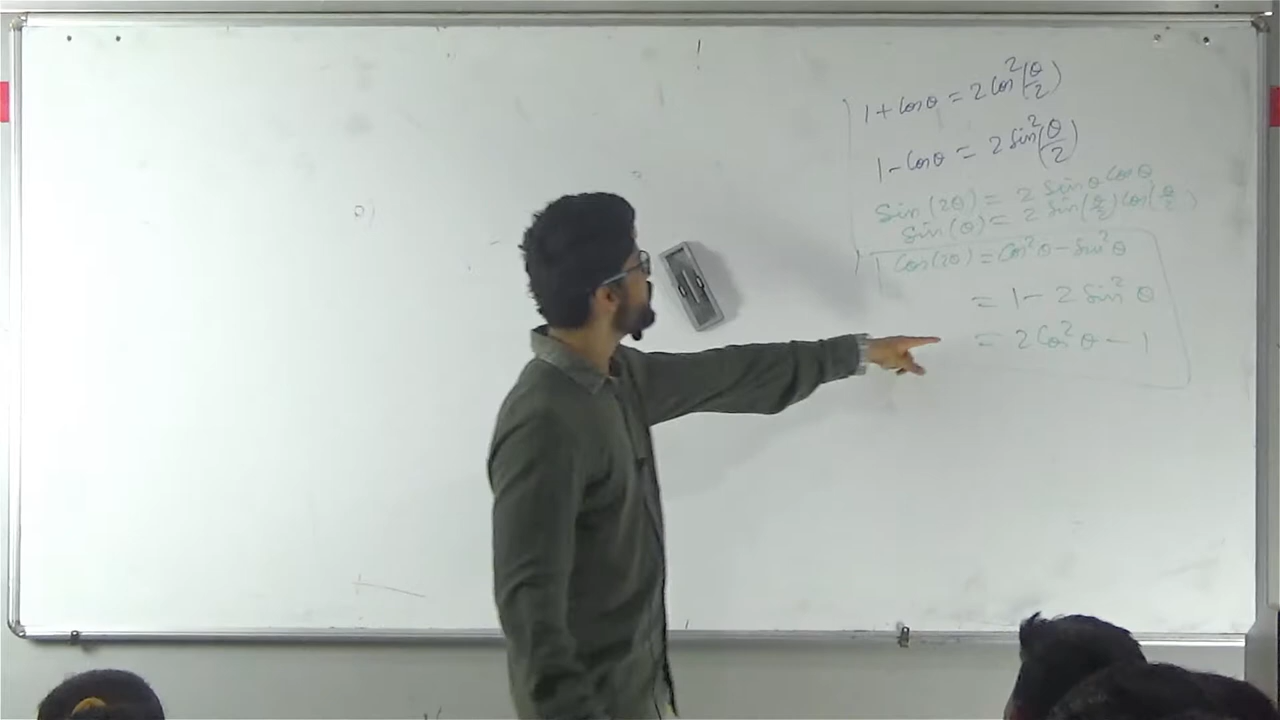 1 + Cosθ = 2 Cos²(θ/2)
1 - Cosθ = 2 Sin²(θ/2)
Sin(2θ) = 2 Sinθ Cosθ
Sin(θ) = 2 Sin(θ/2) Cos(θ/2)
Cos(2θ) = Cos²θ - Sin²θ
= 1 - 2 Sin²θ
= 2 Cos²θ - 1